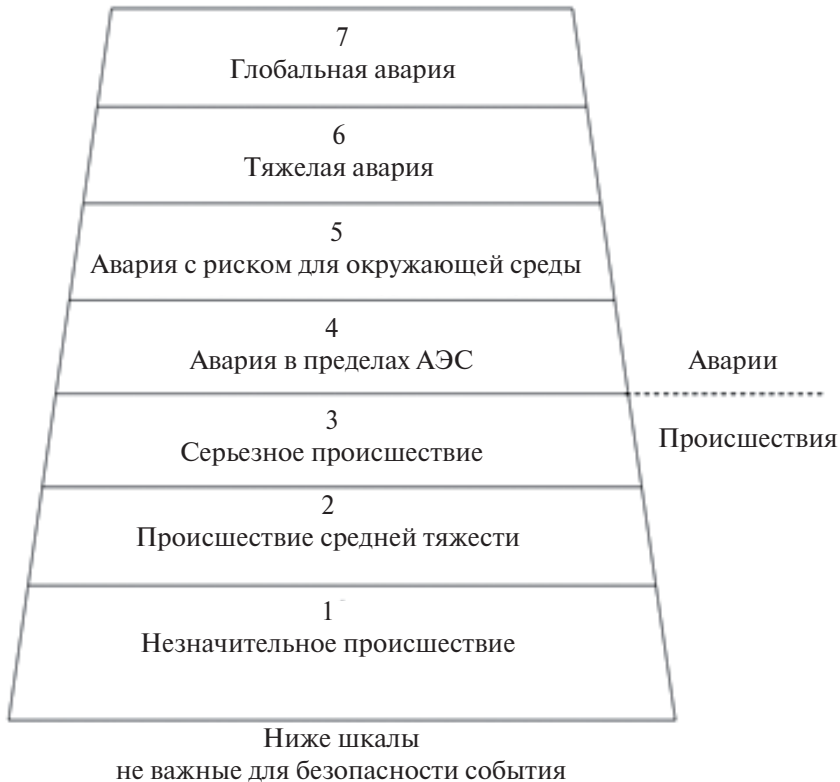 7
Глобальная авария
6
Тяжелая авария
5
Авария с риском для окружающей среды
4
Авария в пределах АЭС
Аварии
3
Серьезное происшествие
Происшествия
2
Происшествие средней тяжести
1
Незначительное происшествие
Ниже шкалы
не важные для безопасности события